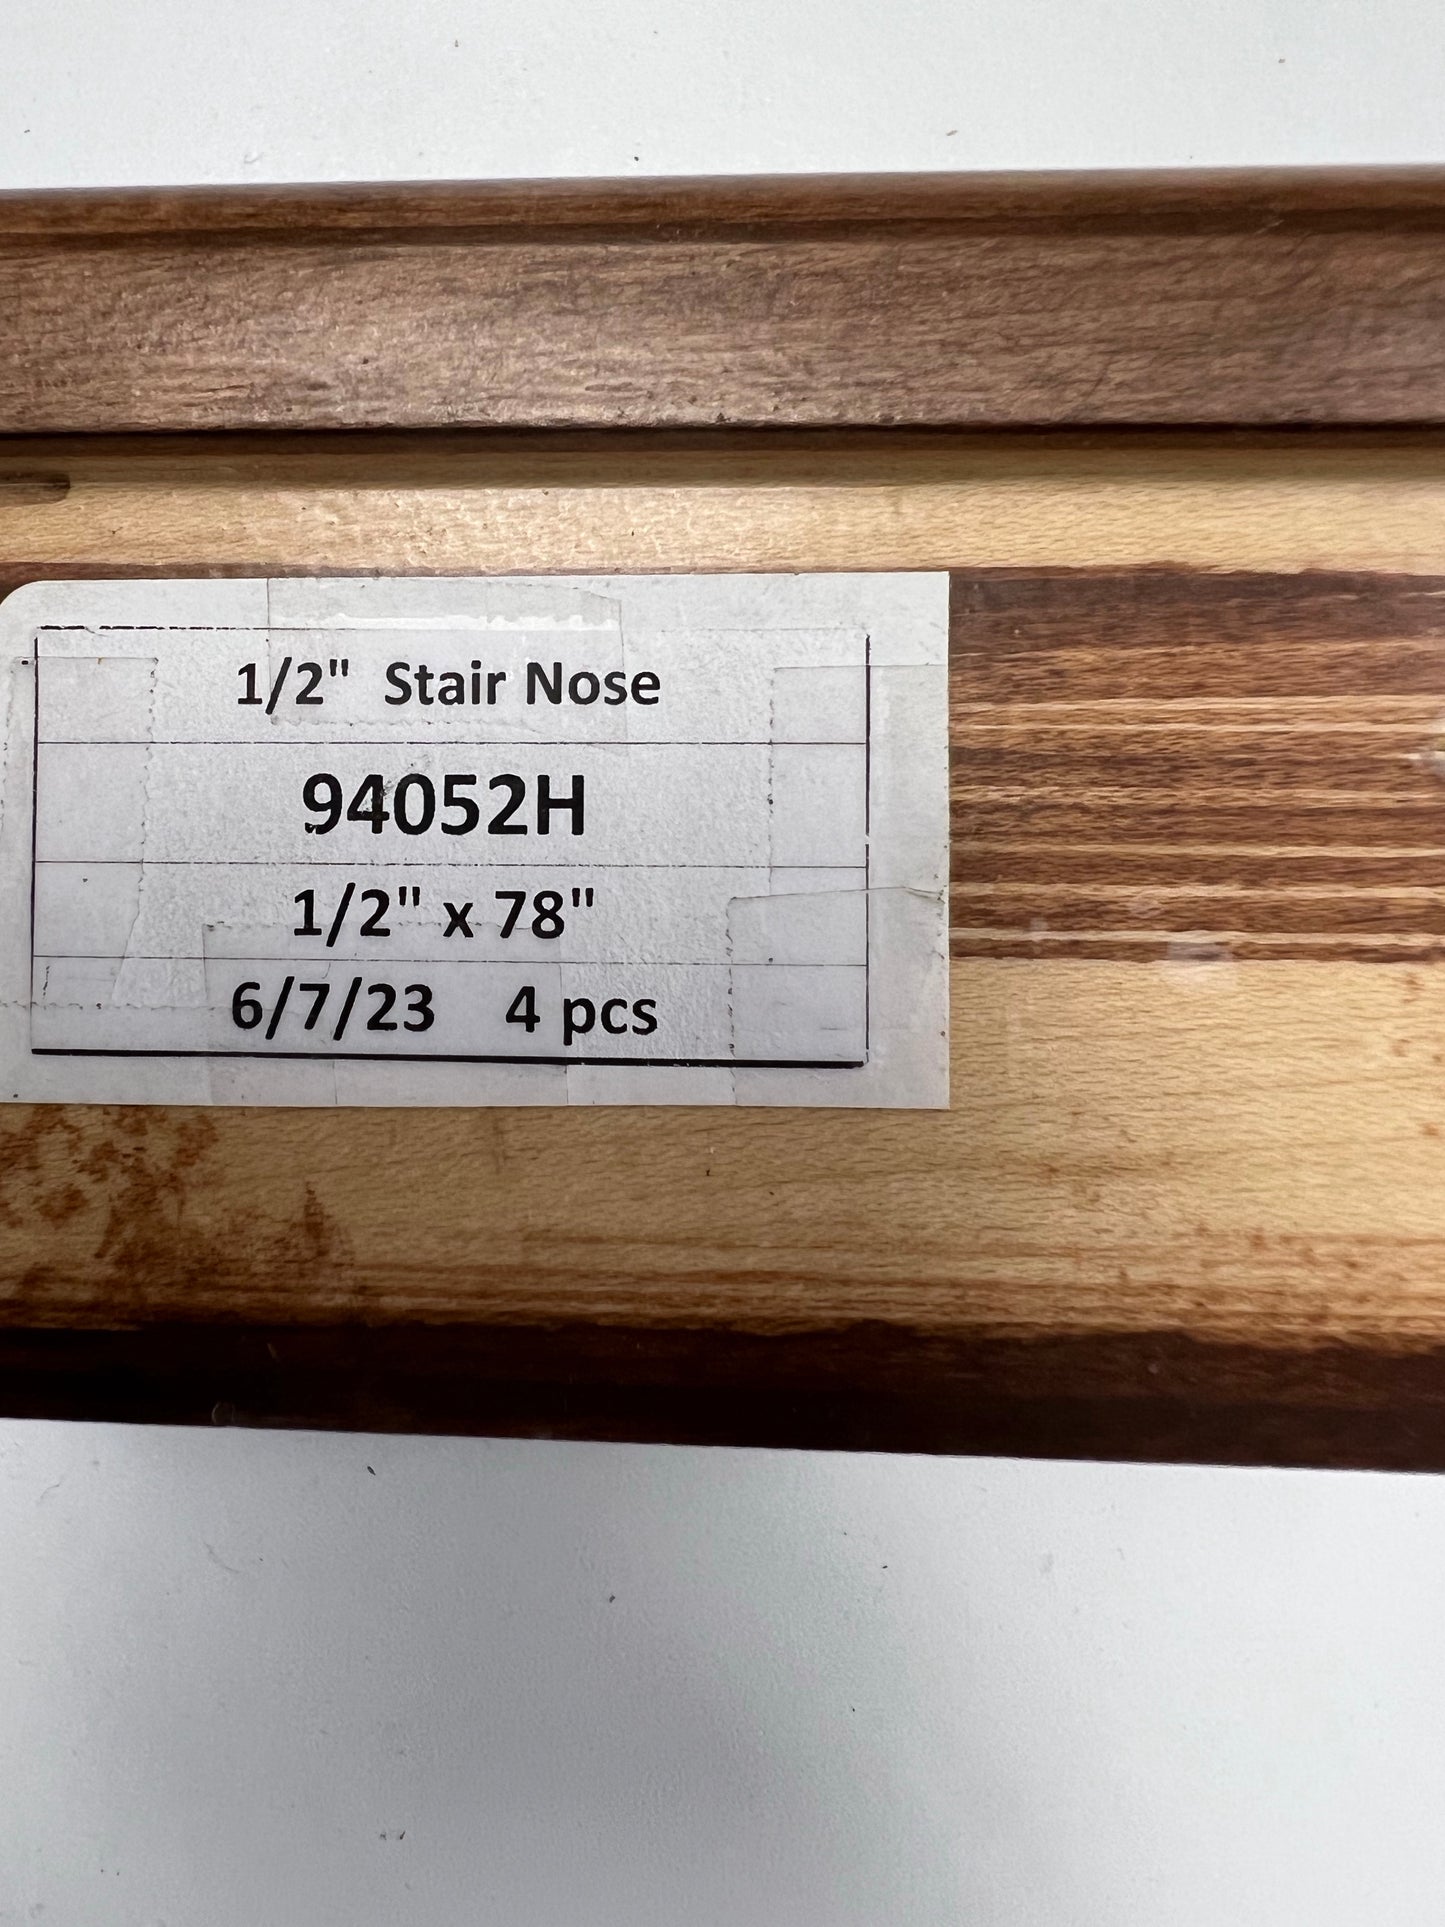 1/2" Stair Nose
94052H
1/2" x 78"
6/7/23 4 pcs